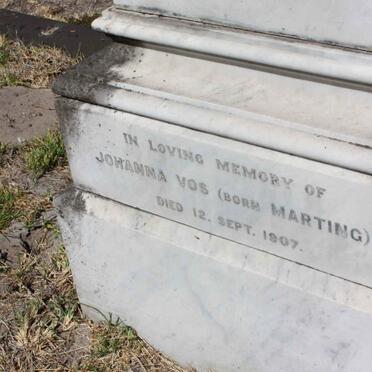 IN LOVING MEMORY OF
JOHANNA VOS (BORN MARTING)
DIED 12. SEPT. 1907.